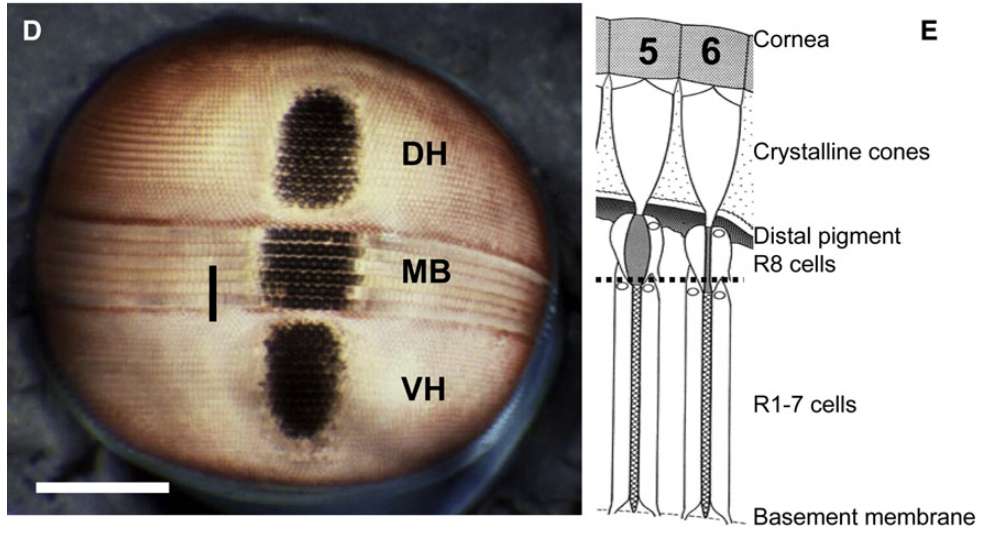 D
DH
MB
VH
E
5 6
Cornea
Crystalline cones
Distal pigment
R8 cells
R1-7 cells
Basement membrane